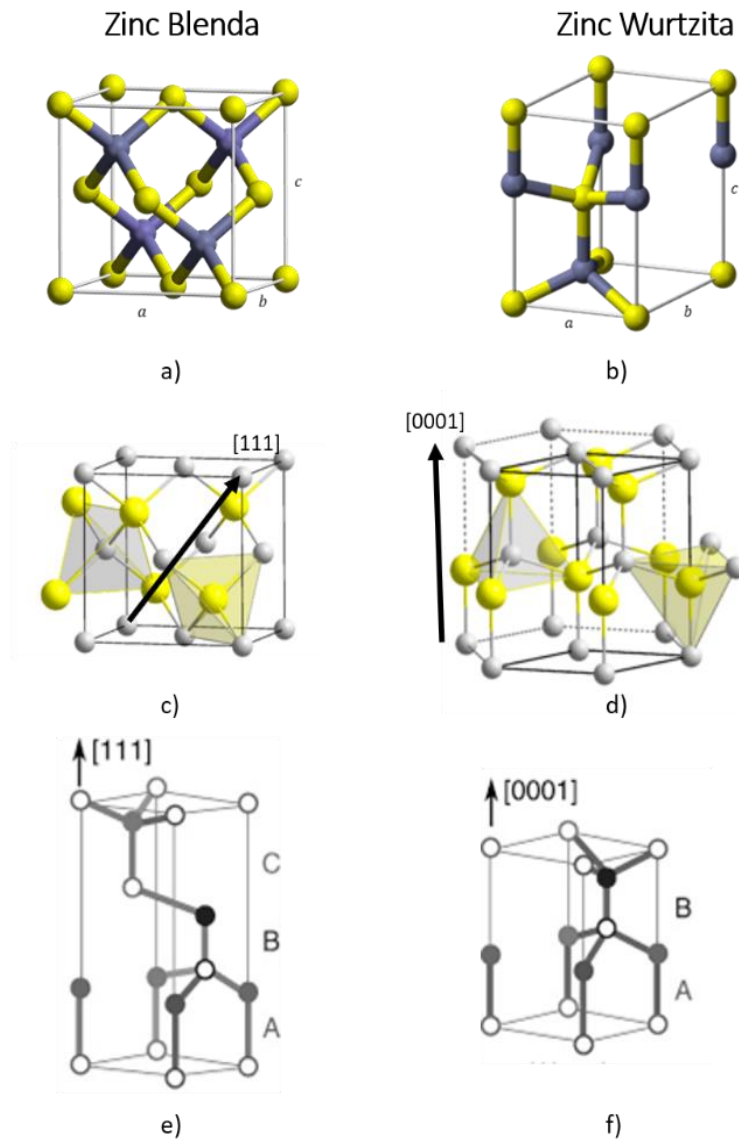 Zinc Blenda
Zinc Wurtzita
c
a
b
c
a
b
a)
b)
[111]
[0001]
c)
d)
[111]
C
B
A
[0001]
B
A
e)
f)